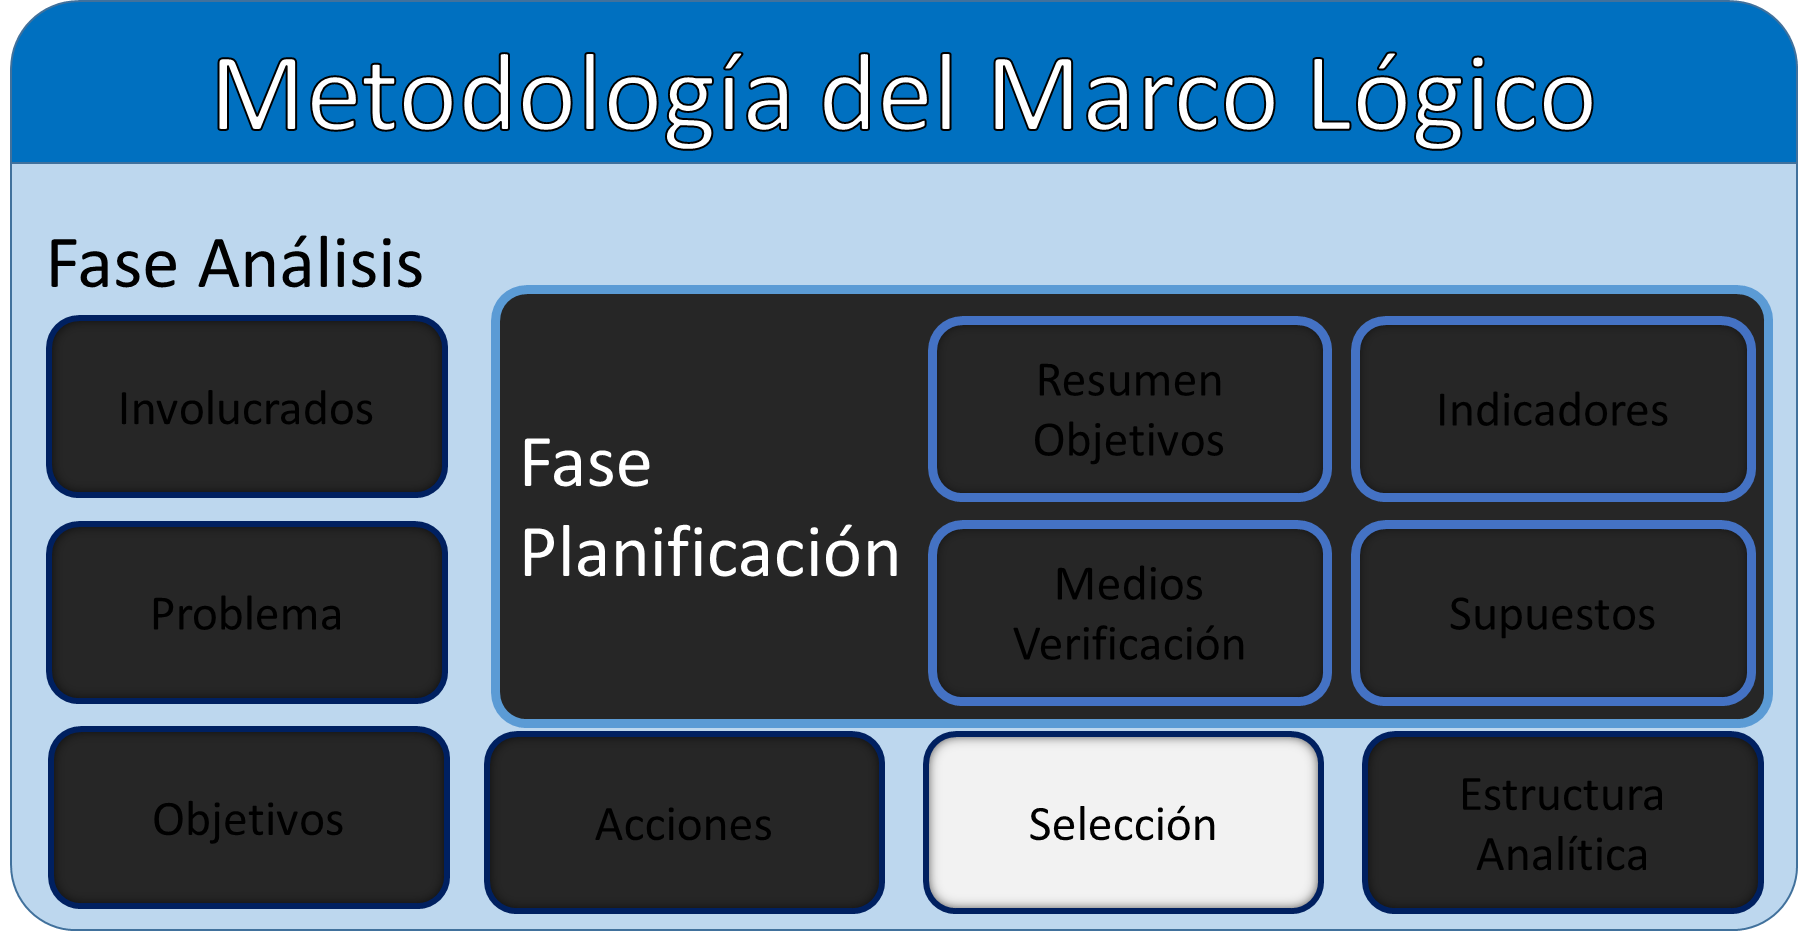 Metodología del Marco Lógico
Fase Análisis
Involucrados
Problema
Objetivos
Fase
Planificación
Resumen
Objetivos
Indicadores
Medios
Verificación
Supuestos
Acciones
Selección
Estructura
Analítica